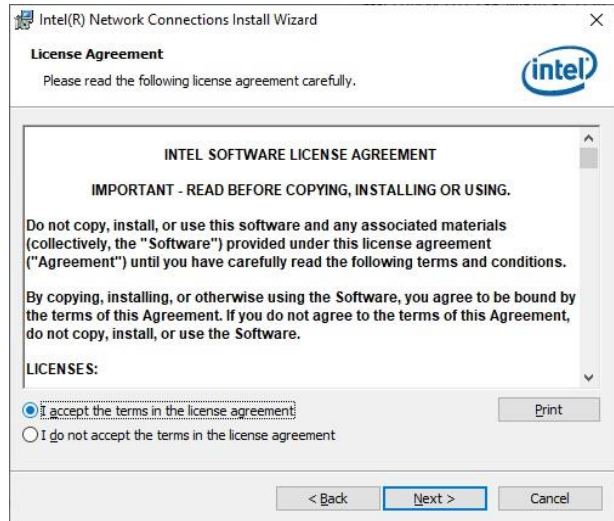 Intel(R) Network Connections Install Wizard
License Agreement
Please read the following license agreement carefully.
intel
INTEL SOFTWARE LICENSE AGREEMENT
IMPORTANT - READ BEFORE COPYING, INSTALLING OR USING.
Do not copy, install, or use this software and any associated materials
(collectively, the "Software") provided under this license agreement
("Agreement") until you have carefully read the following terms and conditions.
By copying, installing, or otherwise using the Software, you agree to be bound by
the terms of this Agreement. If you do not agree to the terms of this Agreement,
do not copy, install, or use the Software.
LICENSES:
I accept the terms in the license agreement
Print
I do not accept the terms in the license agreement
< Back
Next >
Cancel